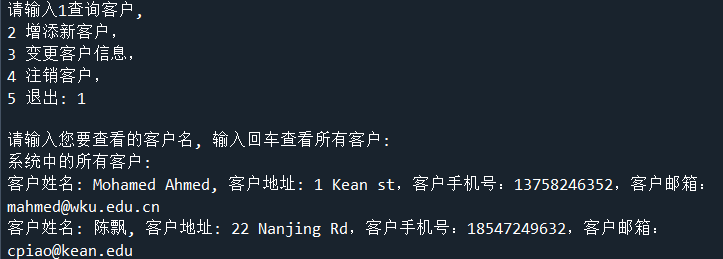 请输入1查询客户,
2 增添新客户，
3 变更客户信息，
4 注销客户，
5 退出: 1
请输入您要查看的客户名, 输入回车查看所有客户:
系统中的所有客户:
客户姓名: Mohamed Ahmed, 客户地址: 1 Kean st，客户手机号：13758246352，客户邮箱：
mahmed@wku.edu.cn
客户姓名: 陈飘, 客户地址: 22 Nanjing Rd，客户手机号：18547249632，客户邮箱：
cpiao@kean.edu